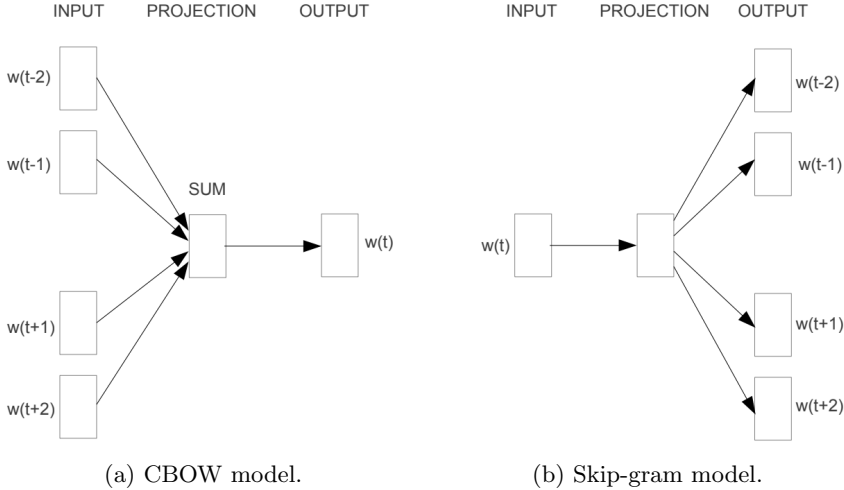 INPUT PROJECTION OUTPUT
w(t-2)
w(t-1)
SUM
w(t)
w(t+1)
w(t+2)
(a) CBOW model.
INPUT PROJECTION OUTPUT
w(t-2)
w(t-1)
w(t)
w(t+1)
w(t+2)
(b) Skip-gram model.